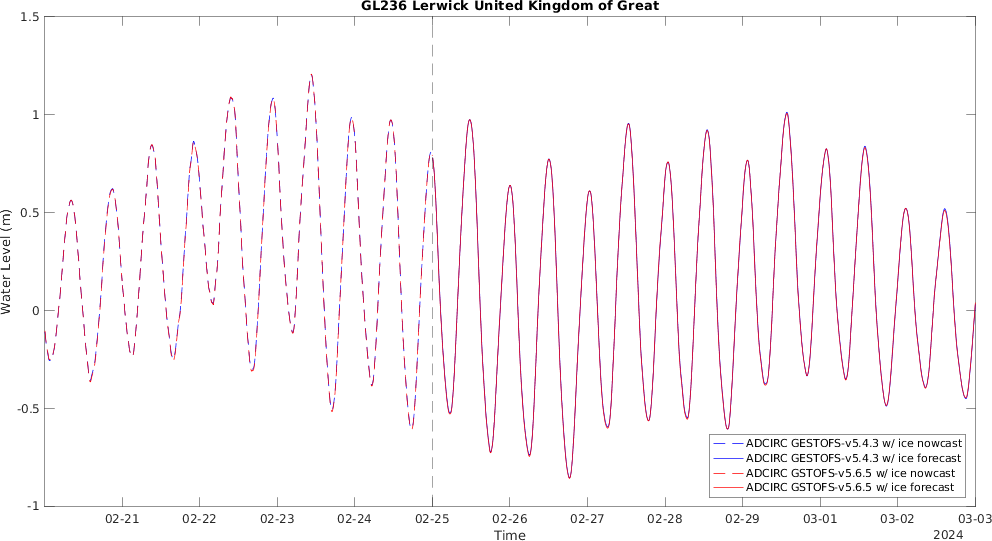 GL236 Lerwick United Kingdom of Great
1.5
1
0.5
0
-0.5
-1
Water Level (m)
02-21 02-22 02-23 02-24 02-25 02-26 02-27 02-28 02-29 03-01 03-02 03-03
Time
2024
ADCIRC GESTOFS-v5.4.3 w/ ice nowcast
ADCIRC GESTOFS-v5.4.3 w/ ice forecast
ADCIRC GSTOFS-v5.6.5 w/ ice nowcast
ADCIRC GSTOFS-v5.6.5 w/ ice forecast